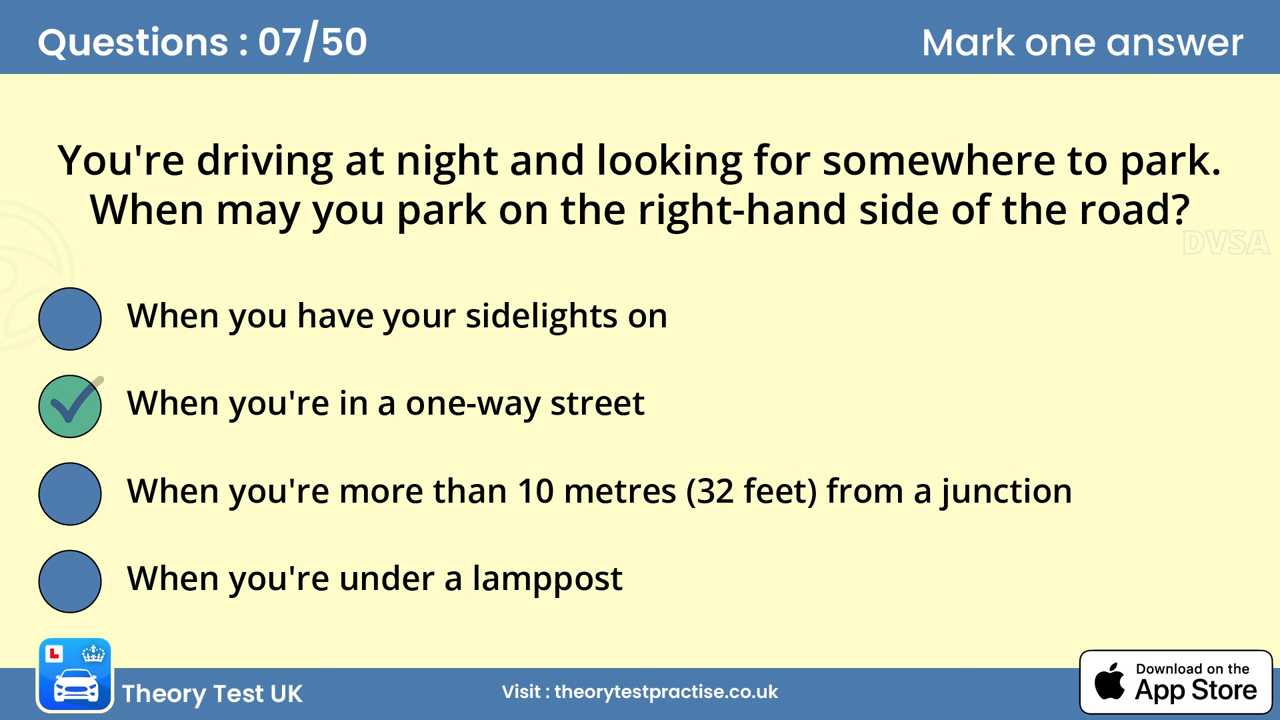 Questions : 07/50
Mark one answer
You're driving at night and looking for somewhere to park.
When may you park on the right-hand side of the road?
DVSA
When you have your sidelights on
When you're in a one-way street
When you're more than 10 metres (32 feet) from a junction
When you're under a lamppost
L
Theory Test UK
Visit : theorytestpractise.co.uk
Download on the
App Store